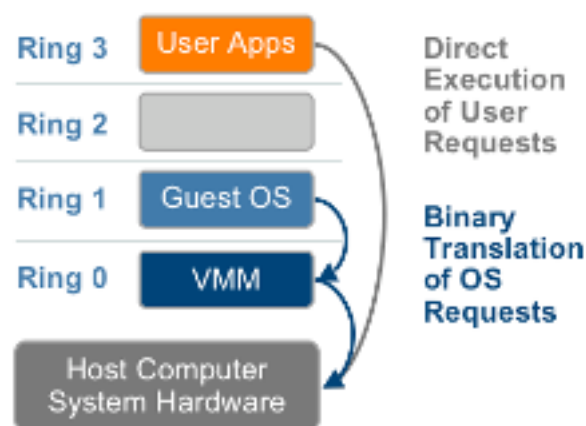 Ring 3
User Apps
Direct
Execution
of User
Requests
Ring 2
Ring 1
Guest OS
Binary
Translation
of OS
Requests
Ring 0
VMM
Host Computer
System Hardware